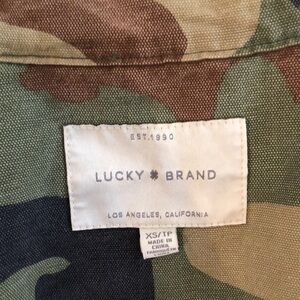 EST. 1990
LUCKY BRAND
LOS ANGELES, CALIFORNIA
XS/TP
MADE IN
CHINA